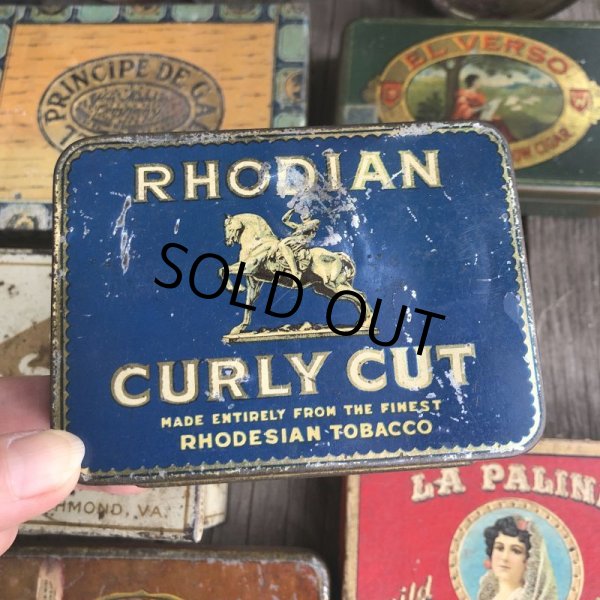 PRINCIPE DE
EL VERSO
CIGAR
RHODIAN
SOLD OUT
CURLY CUT
MADE ENTIRELY FROM THE FINEST
RHODESIAN TOBACCO
LA PALINA
HMOND, VA.